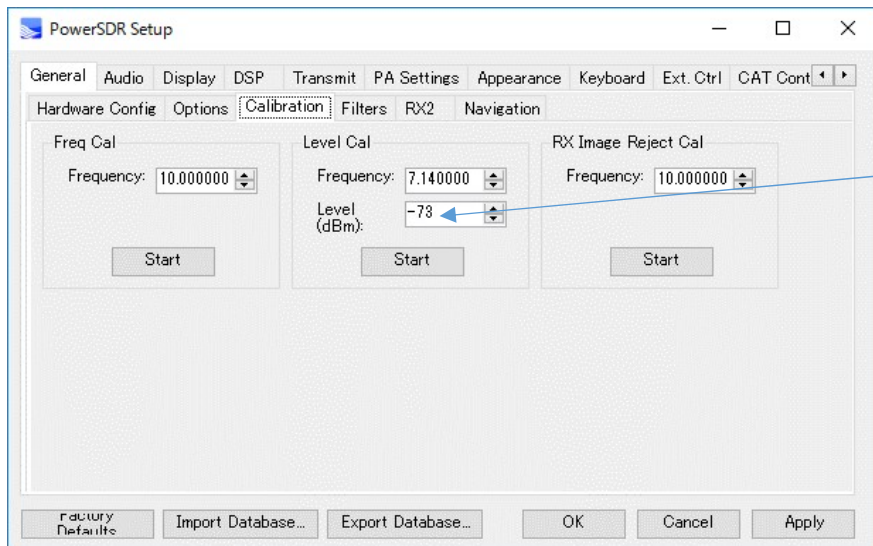 PowerSDR Setup
General Audio Display DSP Transmit PA Settings Appearance Keyboard Ext. Ctrl CAT Cont
Hardware Config Options Calibration Filters RX2 Navigation
Freq Cal Level Cal RX Image Reject Cal
Frequency: 10.000000 Frequency: 7.140000 Frequency: 10.000000
Level
(dBm): -73
Start Start Start
Factory
Defaults Import Database... Export Database... OK Cancel Apply